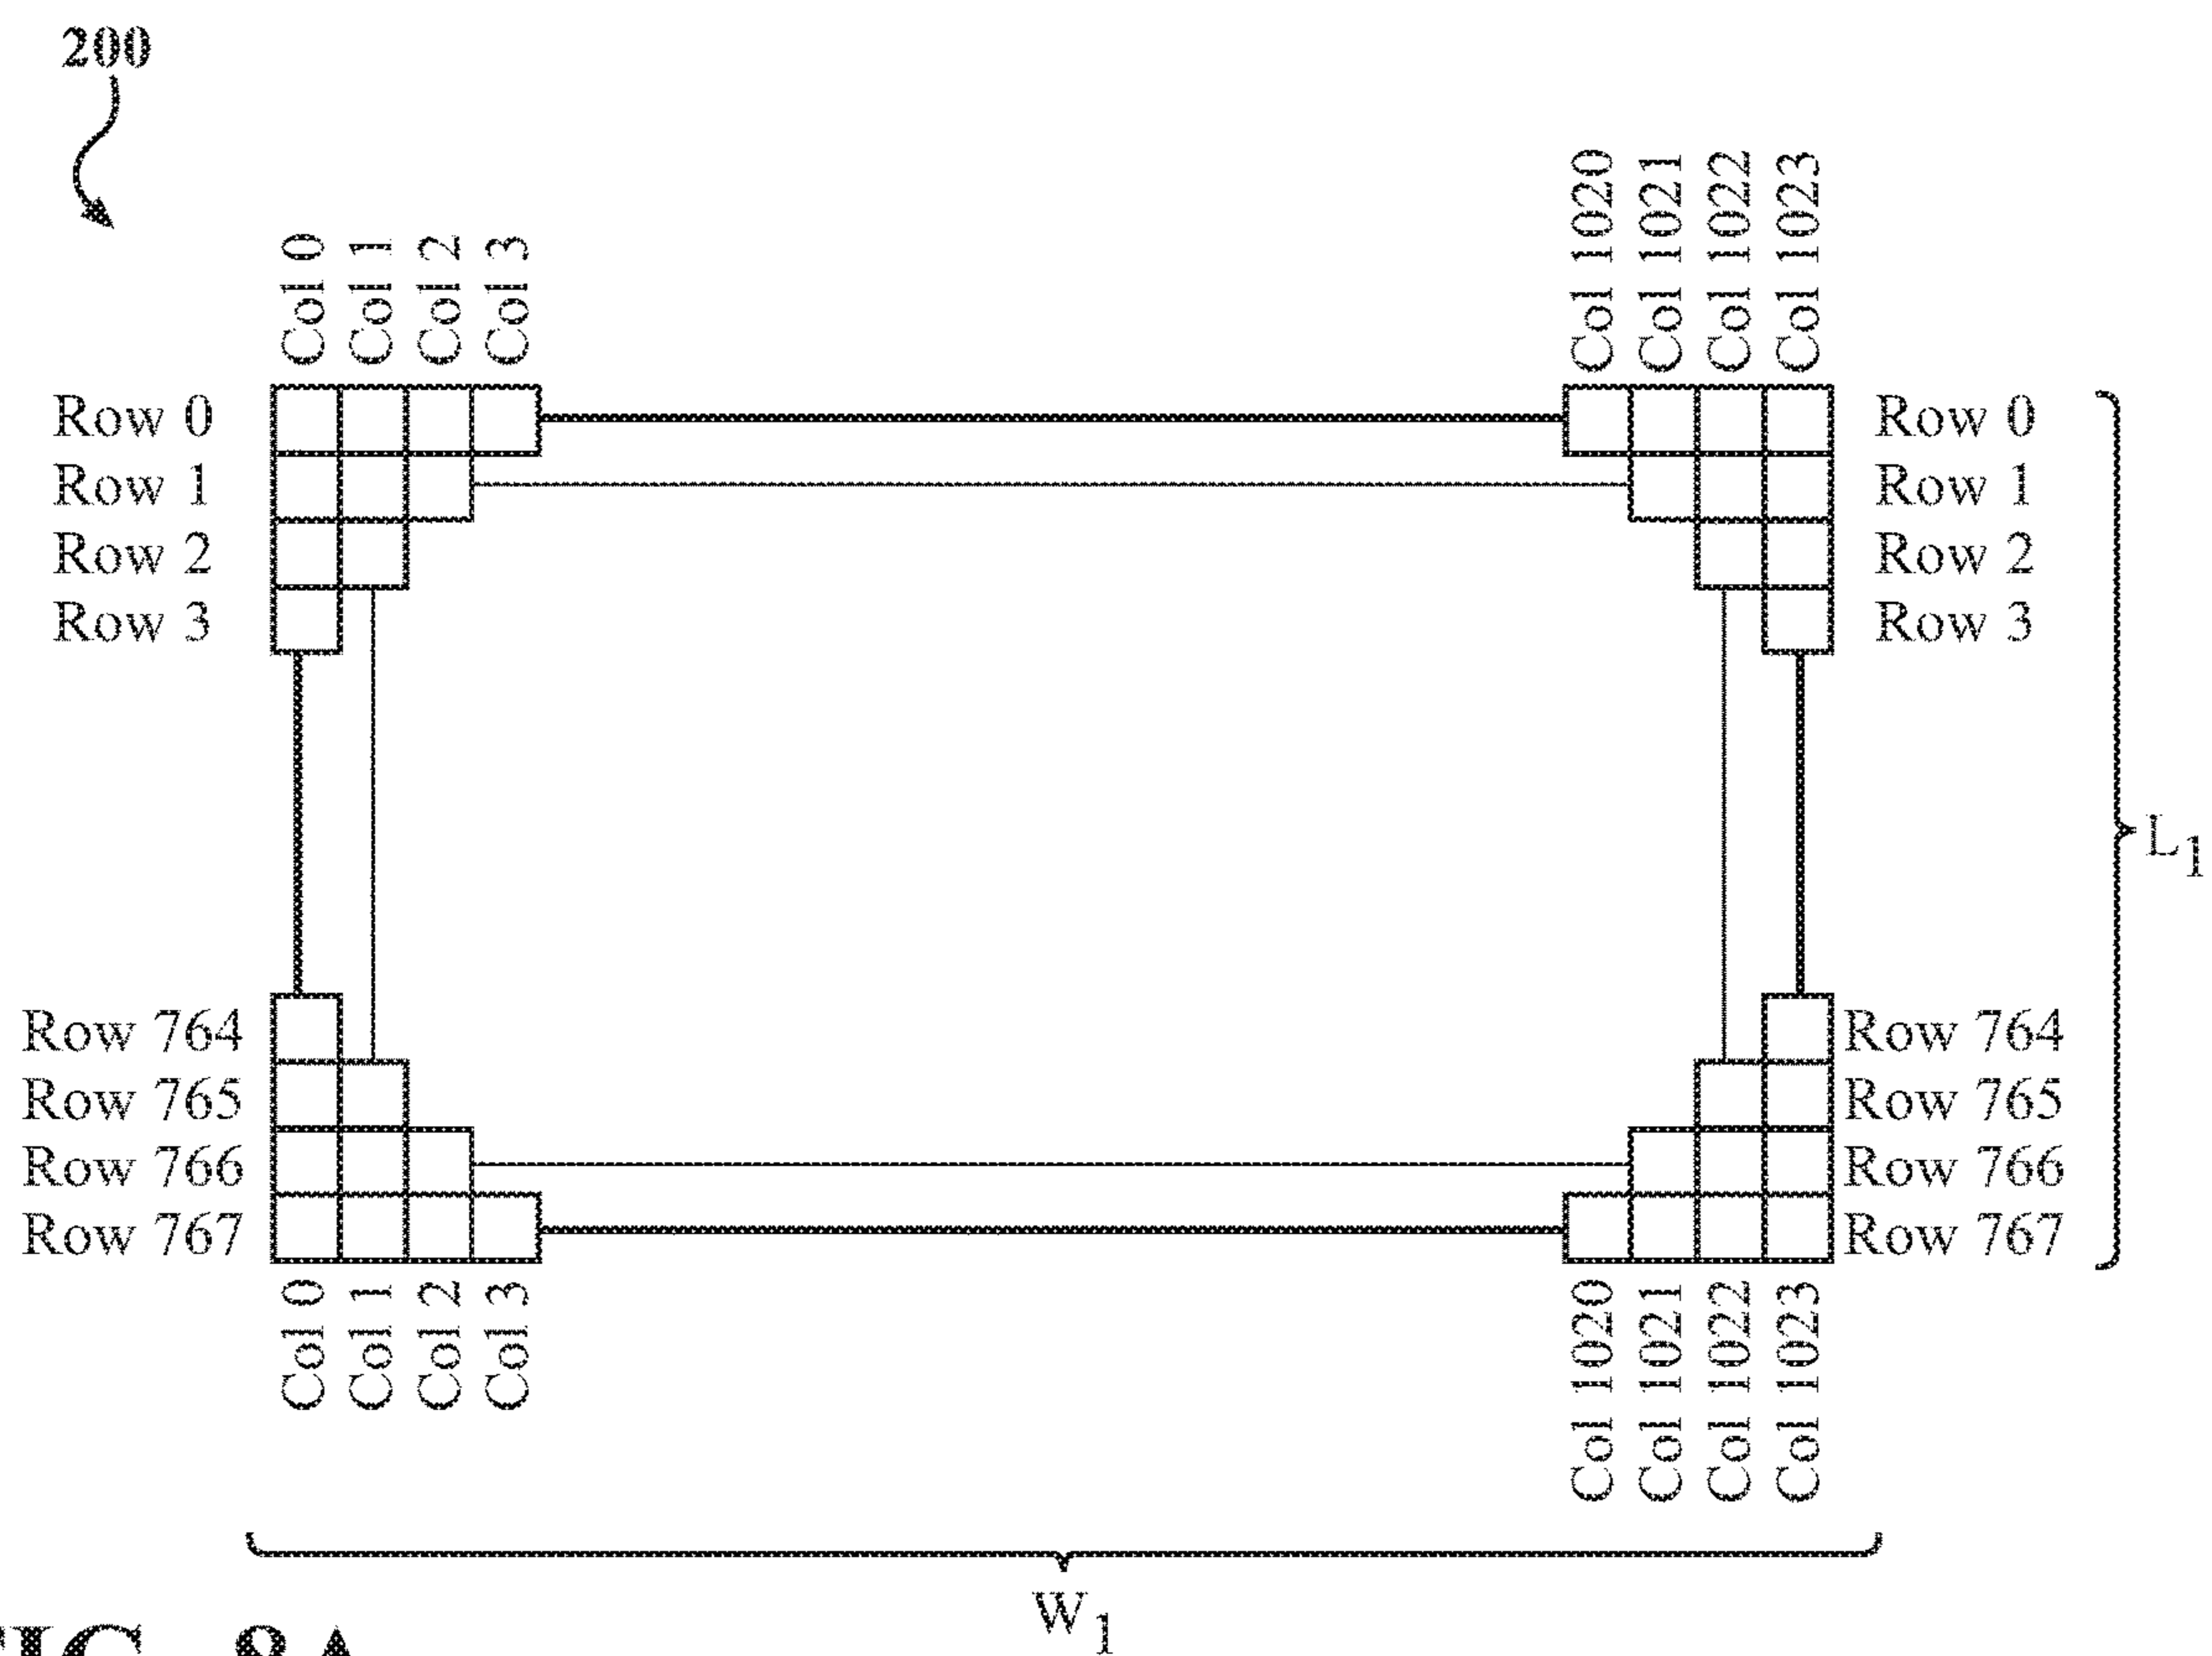 200
Col 0
Col 1
Col 2
Col 3
Col 1020
Col 1021
Col 1022
Col 1023
Row 0
Row 1
Row 2
Row 3
Row 0
Row 1
Row 2
Row 3
L1
Row 764
Row 765
Row 766
Row 767
Row 764
Row 765
Row 766
Row 767
Col 0
Col 1
Col 2
Col 3
Col 1020
Col 1021
Col 1022
Col 1023
W1
FIG. 8A